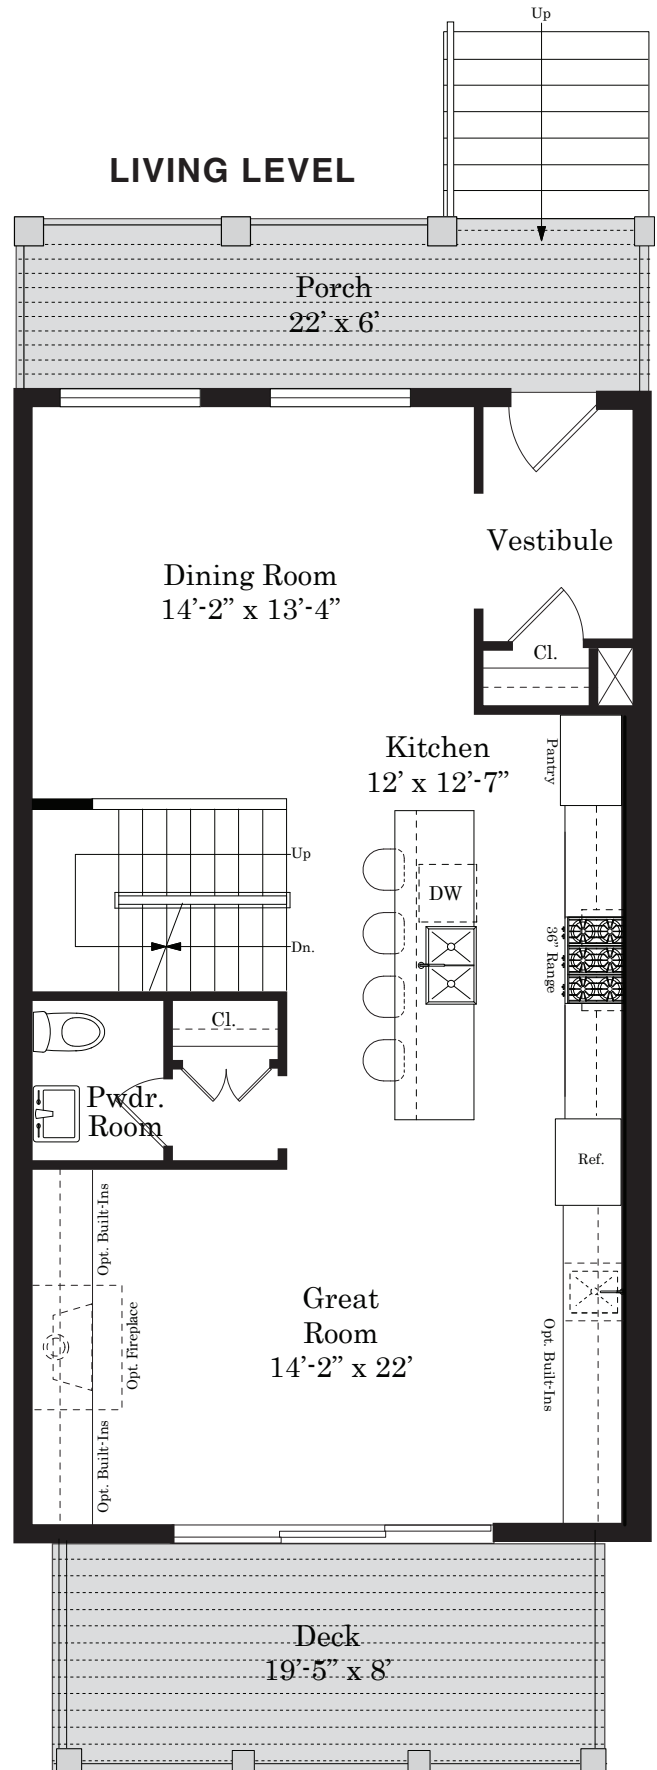 Up
LIVING LEVEL
Porch
22’ x 6’
Vestibule
Dining Room
14’-2” x 13’-4”
Cl.
Kitchen
12’ x 12’-7”
Pantry
Up
DW
36” Range
Dn.
Cl.
Pwdr.
Room
Ref.
Opt. Built-Ins
Great
Room
14’-2” x 22’
Opt. Fireplace
Opt. Built-Ins
Opt. Built-Ins
Deck
19’-5” x 8’